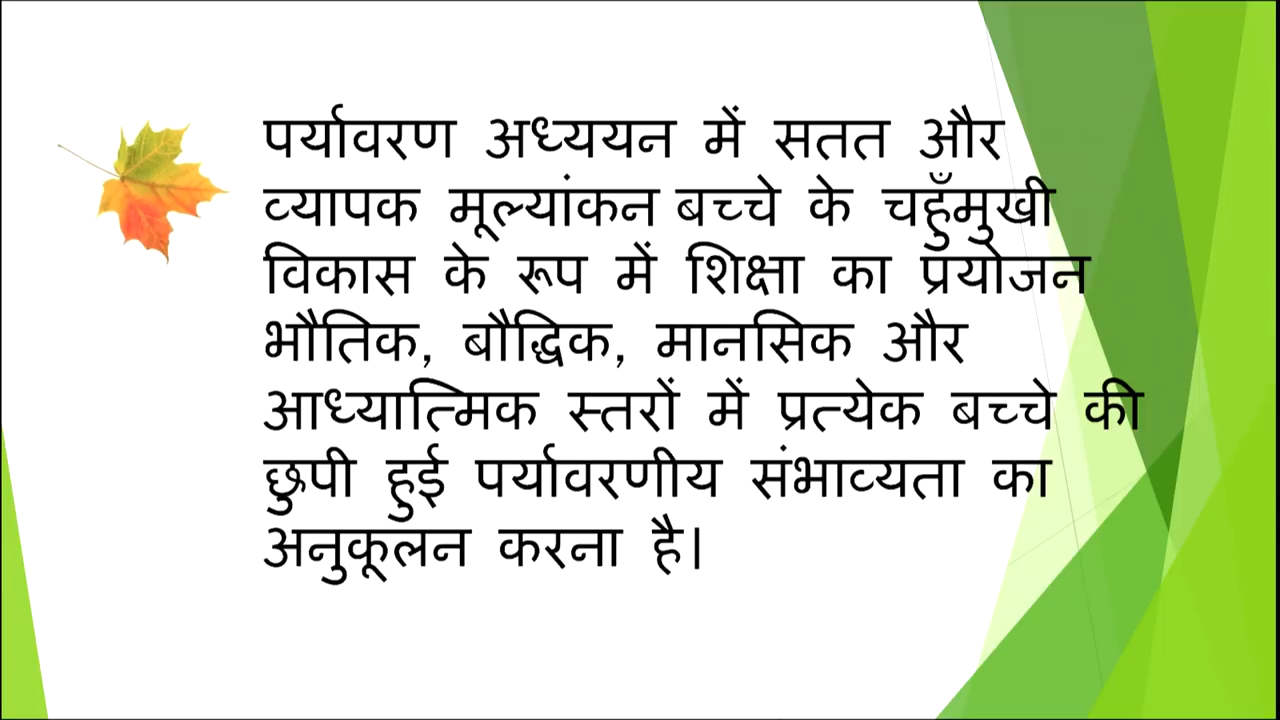 पर्यावरण अध्ययन में सतत और
व्यापक मूल्यांकन बच्चे के चहुँमुखी
विकास के रूप में शिक्षा का प्रयोजन
भौतिक, बौद्धिक, मानसिक और
आध्यात्मिक स्तरों में प्रत्येक बच्चे की
छुपी हुई पर्यावरणीय संभाव्यता का
अनुकूलन करना है।